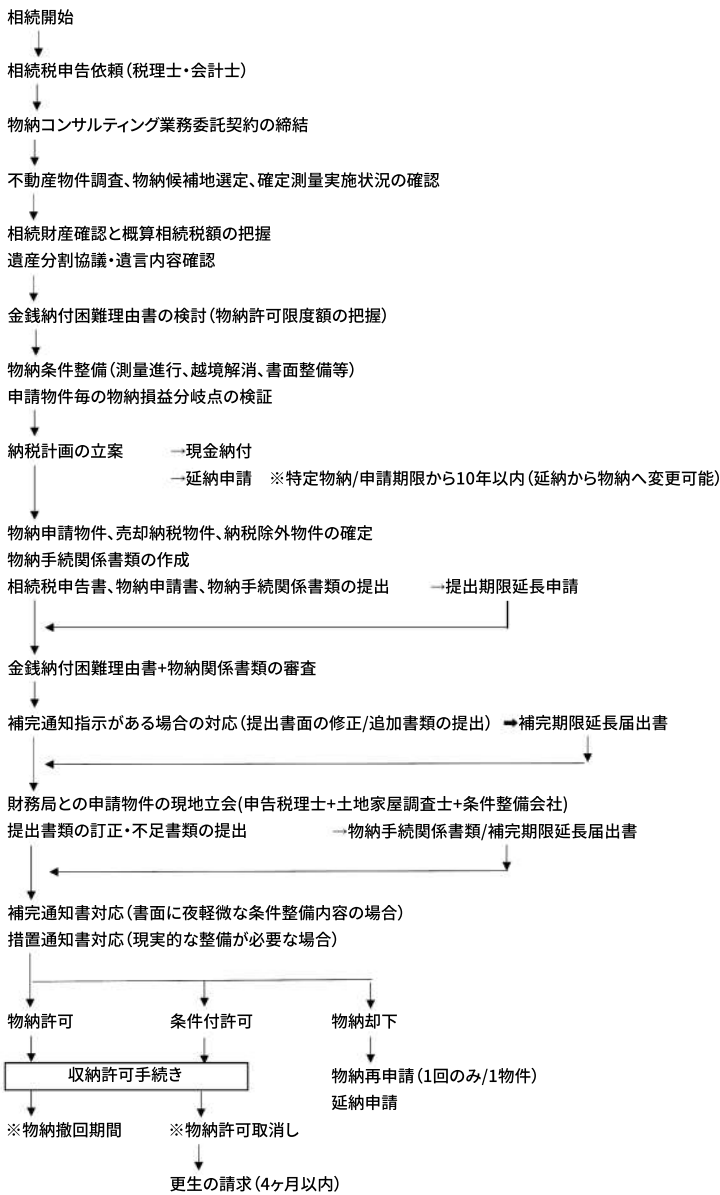 相続開始
相続税申告依頼（税理士・会計士）
物納コンサルティング業務委託契約の締結
不動産物件調査、物納候補地選定、確定測量実施状況の確認
相続財産確認と概算相続税額の把握
遺産分割協議・遺言内容確認
金銭納付困難理由書の検討（物納許可限度額の把握）
物納条件整備（測量進行、越境解消、書面整備等）
申請物件毎の物納損益分岐点の検証
納税計画の立案 →現金納付
→延納申請 ※特定物納/申請期限から10年以内（延納から物納へ変更可能）
物納申請物件、売却納税物件、納税除外物件の確定
物納手続関係書類の作成
相続税申告書、物納申請書、物納手続関係書類の提出 →提出期限延長申請
金銭納付困難理由書+物納関係書類の審査
補完通知指示がある場合の対応（提出書面の修正/追加書類の提出） ➡補完期限延長届出書
財務局との申請物件の現地立会(申告税理士+土地家屋調査士+条件整備会社)
提出書類の訂正・不足書類の提出 →物納手続関係書類/補完期限延長届出書
補完通知書対応（書面に夜軽微な条件整備内容の場合）
措置通知書対応（現実的な整備が必要な場合）
物納許可 条件付許可 物納却下
収納許可手続き
物納再申請（1回のみ/1物件）
延納申請
※物納撤回期間 ※物納許可取消し
更生の請求（4ヶ月以内）